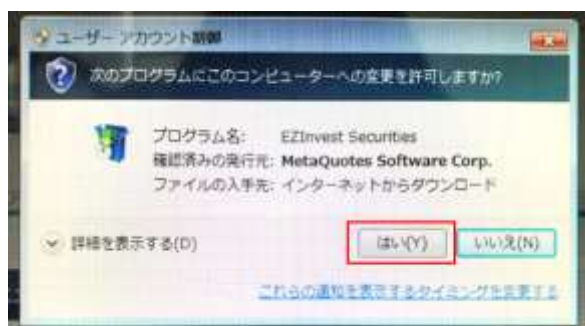 ユーザー アカウント制御
次のプログラムにこのコンピューターへの変更を許可しますか?
プログラム名: EZInvest Securities
確認済みの発行元: MetaQuotes Software Corp.
ファイルの入手先: インターネットからダウンロード
詳細を表示する(D)
はい(Y)
いいえ(N)
これらの通知を表示するタイミングを変更する